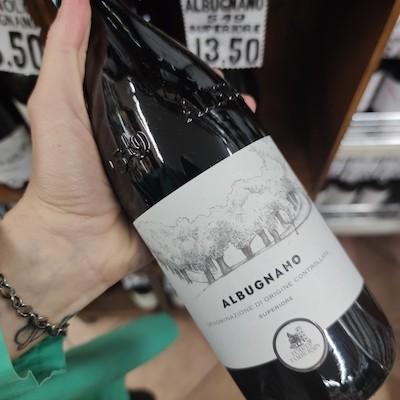 .50
ALBUGNANO
549
SUPERIORE
13.50
ALBUGNANO
DENOMINAZIONE DI ORIGINE CONTROLLATA
SUPERIORE